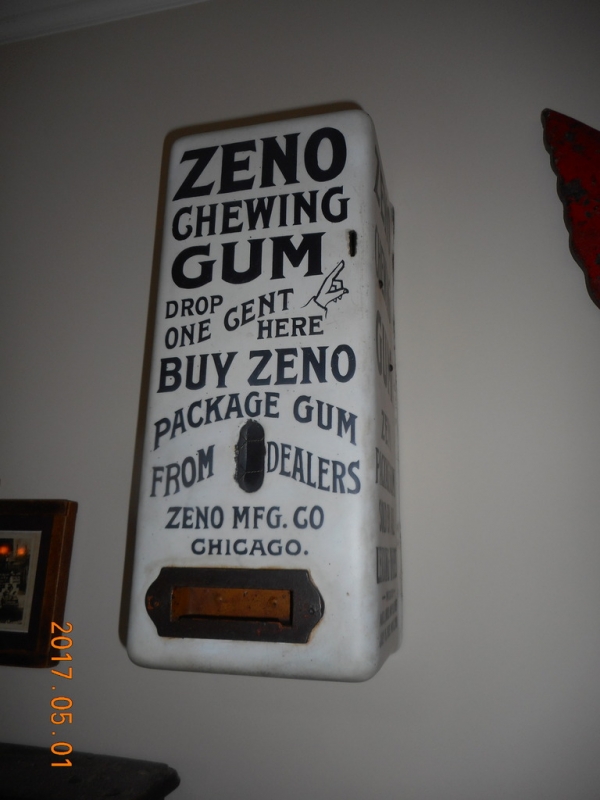 ZENO
CHEWING
GUM
DROP
ONE CENT
HERE
BUY ZENO
PACKAGE GUM
FROM DEALERS
ZENO MFG. CO
CHICAGO.
2017.05.01